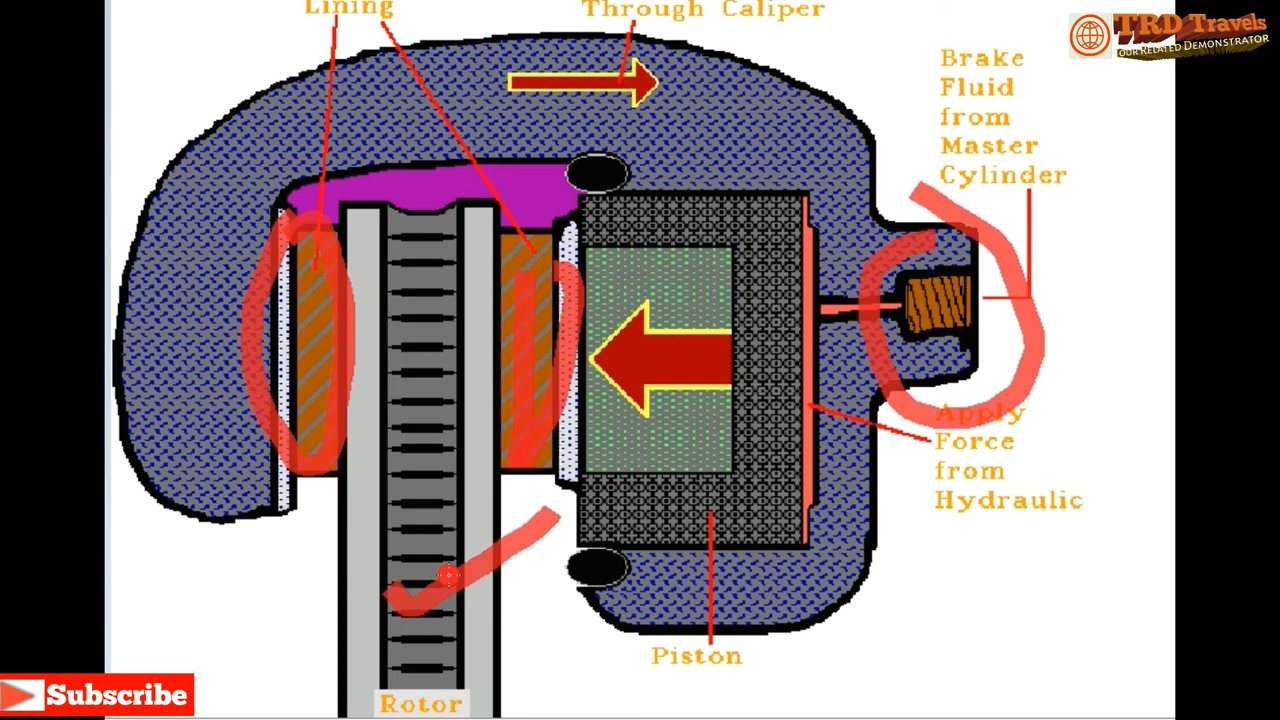 Lining
Through Caliper
TRD Travels
OUR RELATED DEMONSTRATOR
Brake
Fluid
from
Master
Cylinder
Apply
Force
from
Hydraulic
Piston
Rotor
Subscribe